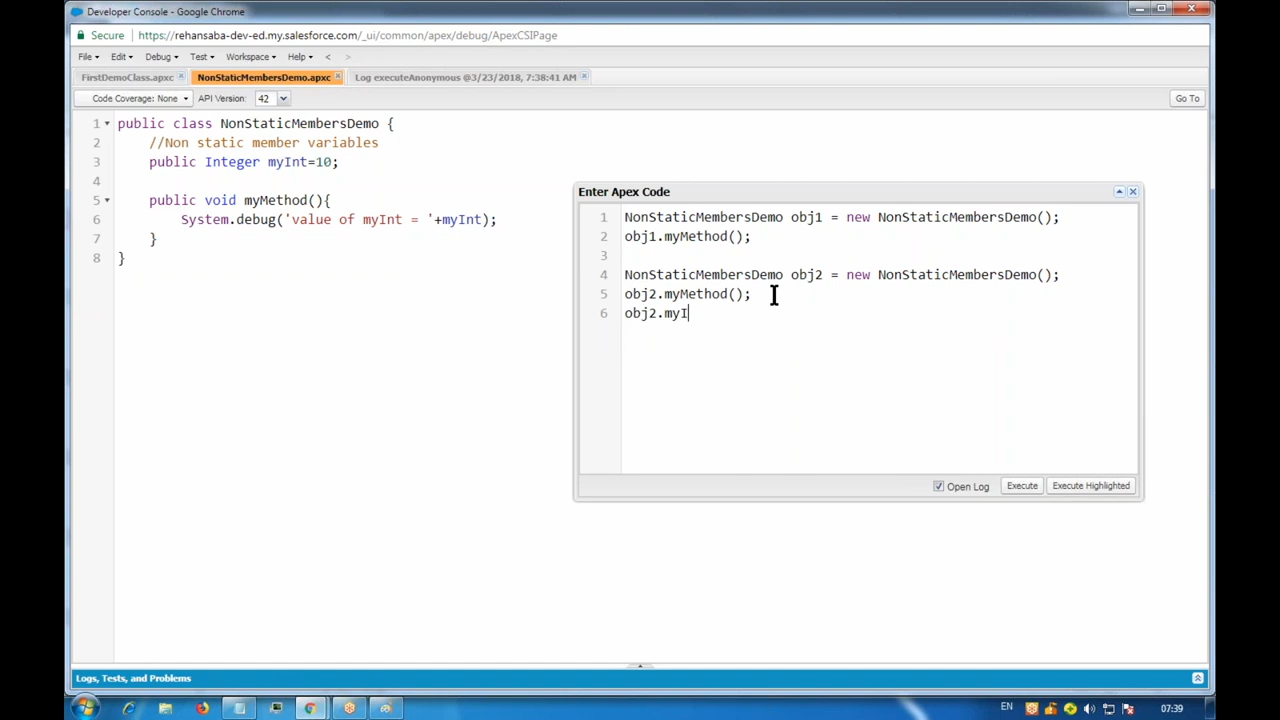 Developer Console - Google Chrome
Secure https://rehansaba-dev-ed.my.salesforce.com/_ui/common/apex/debug/ApexCSIPage
File Edit Debug Test Workspace Help < >
FirstDemoClass.apxc NonStaticMembersDemo.apxc Log executeAnonymous @3/23/2018, 7:38:41 AM
Code Coverage: None API Version: 42 Go To
1 public class NonStaticMembersDemo {
2 //Non static member variables
3 public Integer myInt=10;
4
5 public void myMethod(){
6 System.debug('value of myInt = '+myInt);
7 }
8 }
Enter Apex Code
1 NonStaticMembersDemo obj1 = new NonStaticMembersDemo();
2 obj1.myMethod();
3
4 NonStaticMembersDemo obj2 = new NonStaticMembersDemo();
5 obj2.myMethod();
6 obj2.myI
Open Log Execute Execute Highlighted
Logs, Tests, and Problems
EN 07:39